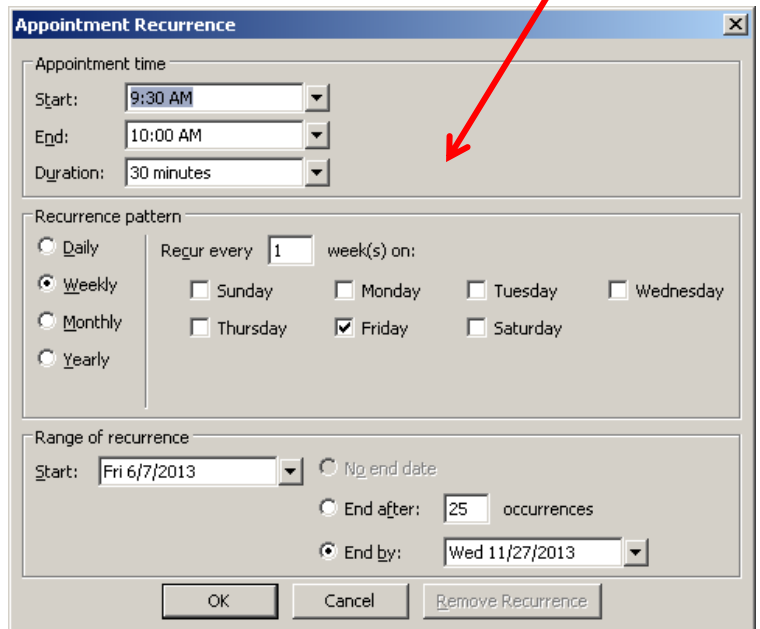 Appointment Recurrence
Appointment time
Start: 9:30 AM
End: 10:00 AM
Duration: 30 minutes
Recurrence pattern
Daily Recur every 1 week(s) on:
Weekly Sunday Monday Tuesday Wednesday
Monthly Thursday Friday Saturday
Yearly
Range of recurrence
Start: Fri 6/7/2013 No end date
End after: 25 occurrences
End by: Wed 11/27/2013
OK Cancel Remove Recurrence